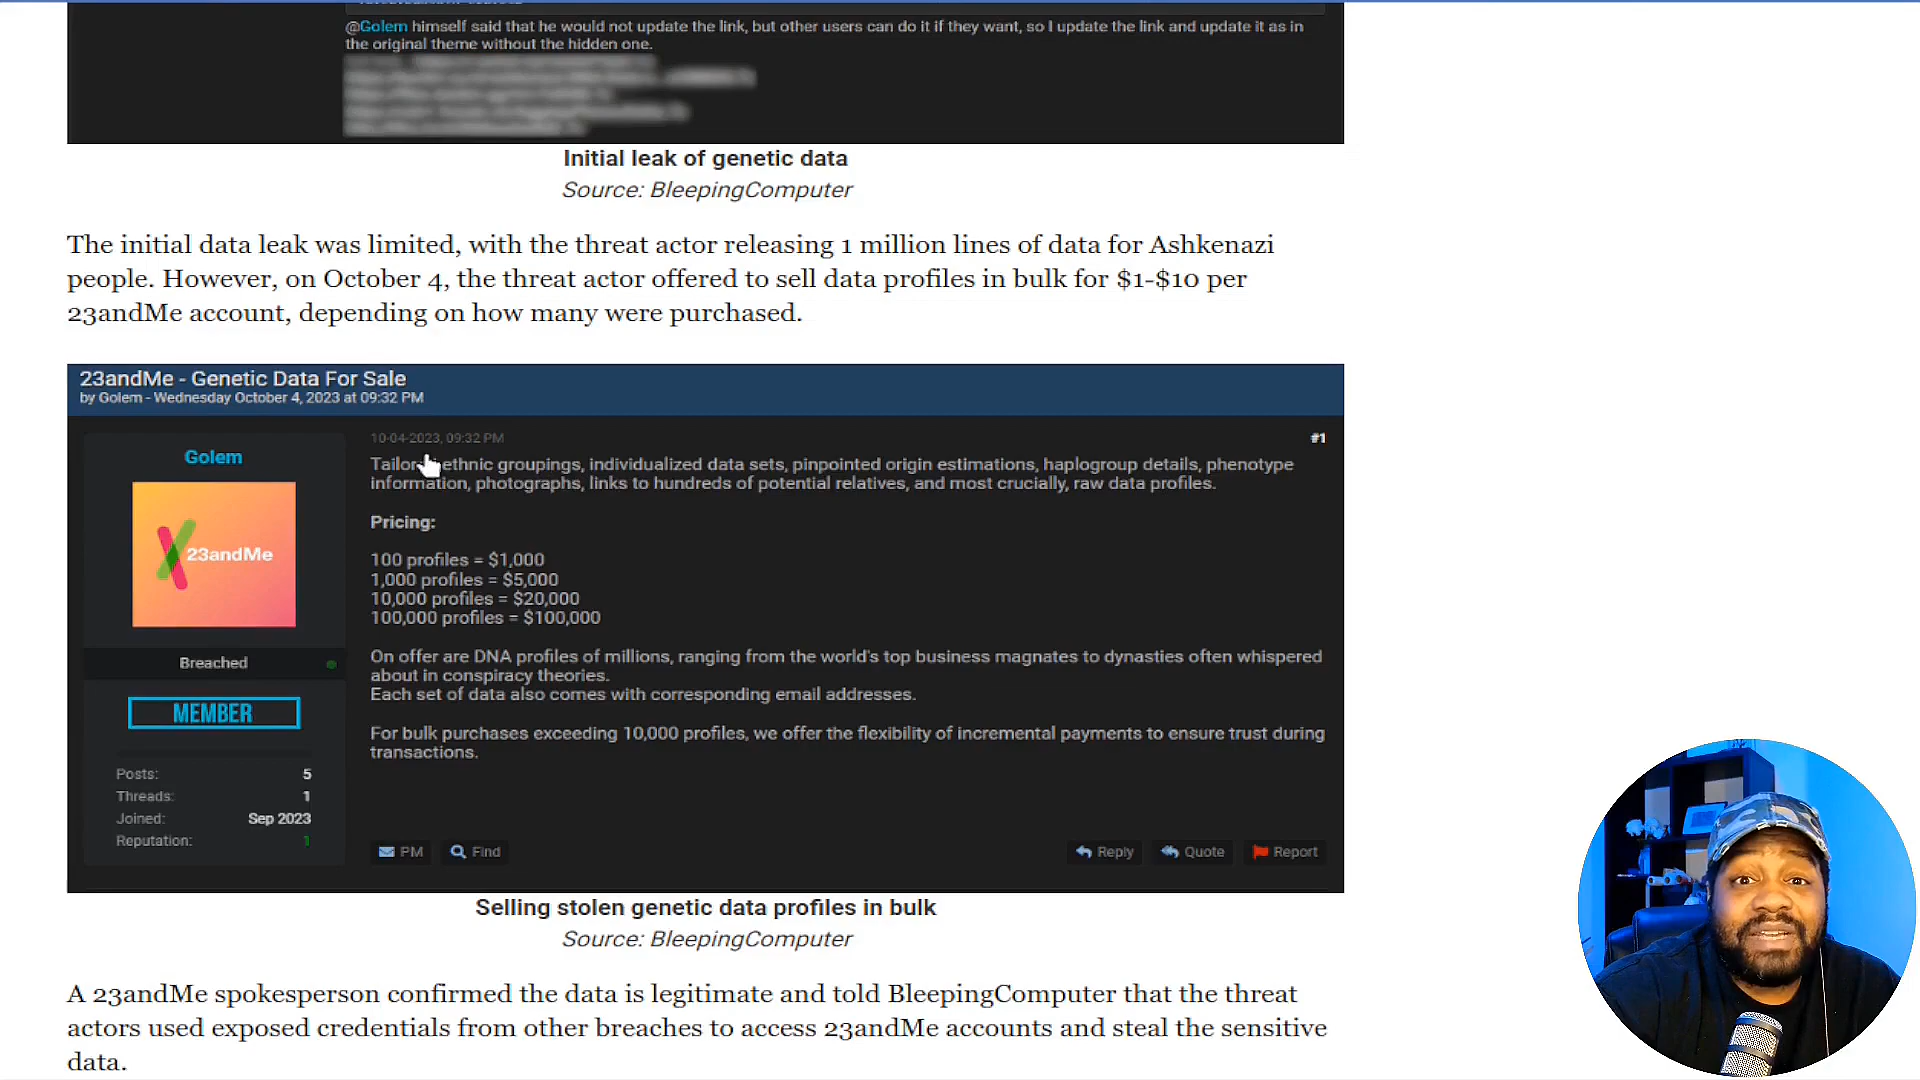 @Golem himself said that he would not update the link, but other users can do it if they want, so I update the link and update it as in
the original theme without the hidden one.
Initial leak of genetic data
Source: BleepingComputer
The initial data leak was limited, with the threat actor releasing 1 million lines of data for Ashkenazi
people. However, on October 4, the threat actor offered to sell data profiles in bulk for $1-$10 per
23andMe account, depending on how many were purchased.
23andMe - Genetic Data For Sale
by Golem - Wednesday October 4, 2023 at 09:32 PM
10-04-2023, 09:32 PM
#1
Golem
23andMe
Breached
MEMBER
Posts: 5
Threads: 1
Joined: Sep 2023
Reputation: 1
ethnic groupings, individualized data sets, pinpointed origin estimations, haplogroup details, phenotype
information, photographs, links to hundreds of potential relatives, and most crucially, raw data profiles.
Pricing:
100 profiles = $1,000
1,000 profiles = $5,000
10,000 profiles = $20,000
100,000 profiles = $100,000
On offer are DNA profiles of millions, ranging from the world's top business magnates to dynasties often whispered
about in conspiracy theories.
Each set of data also comes with corresponding email addresses.
For bulk purchases exceeding 10,000 profiles, we offer the flexibility of incremental payments to ensure trust during
transactions.
PM Find Reply Quote Report
Selling stolen genetic data profiles in bulk
Source: BleepingComputer
A 23andMe spokesperson confirmed the data is legitimate and told BleepingComputer that the threat
actors used exposed credentials from other breaches to access 23andMe accounts and steal the sensitive
data.